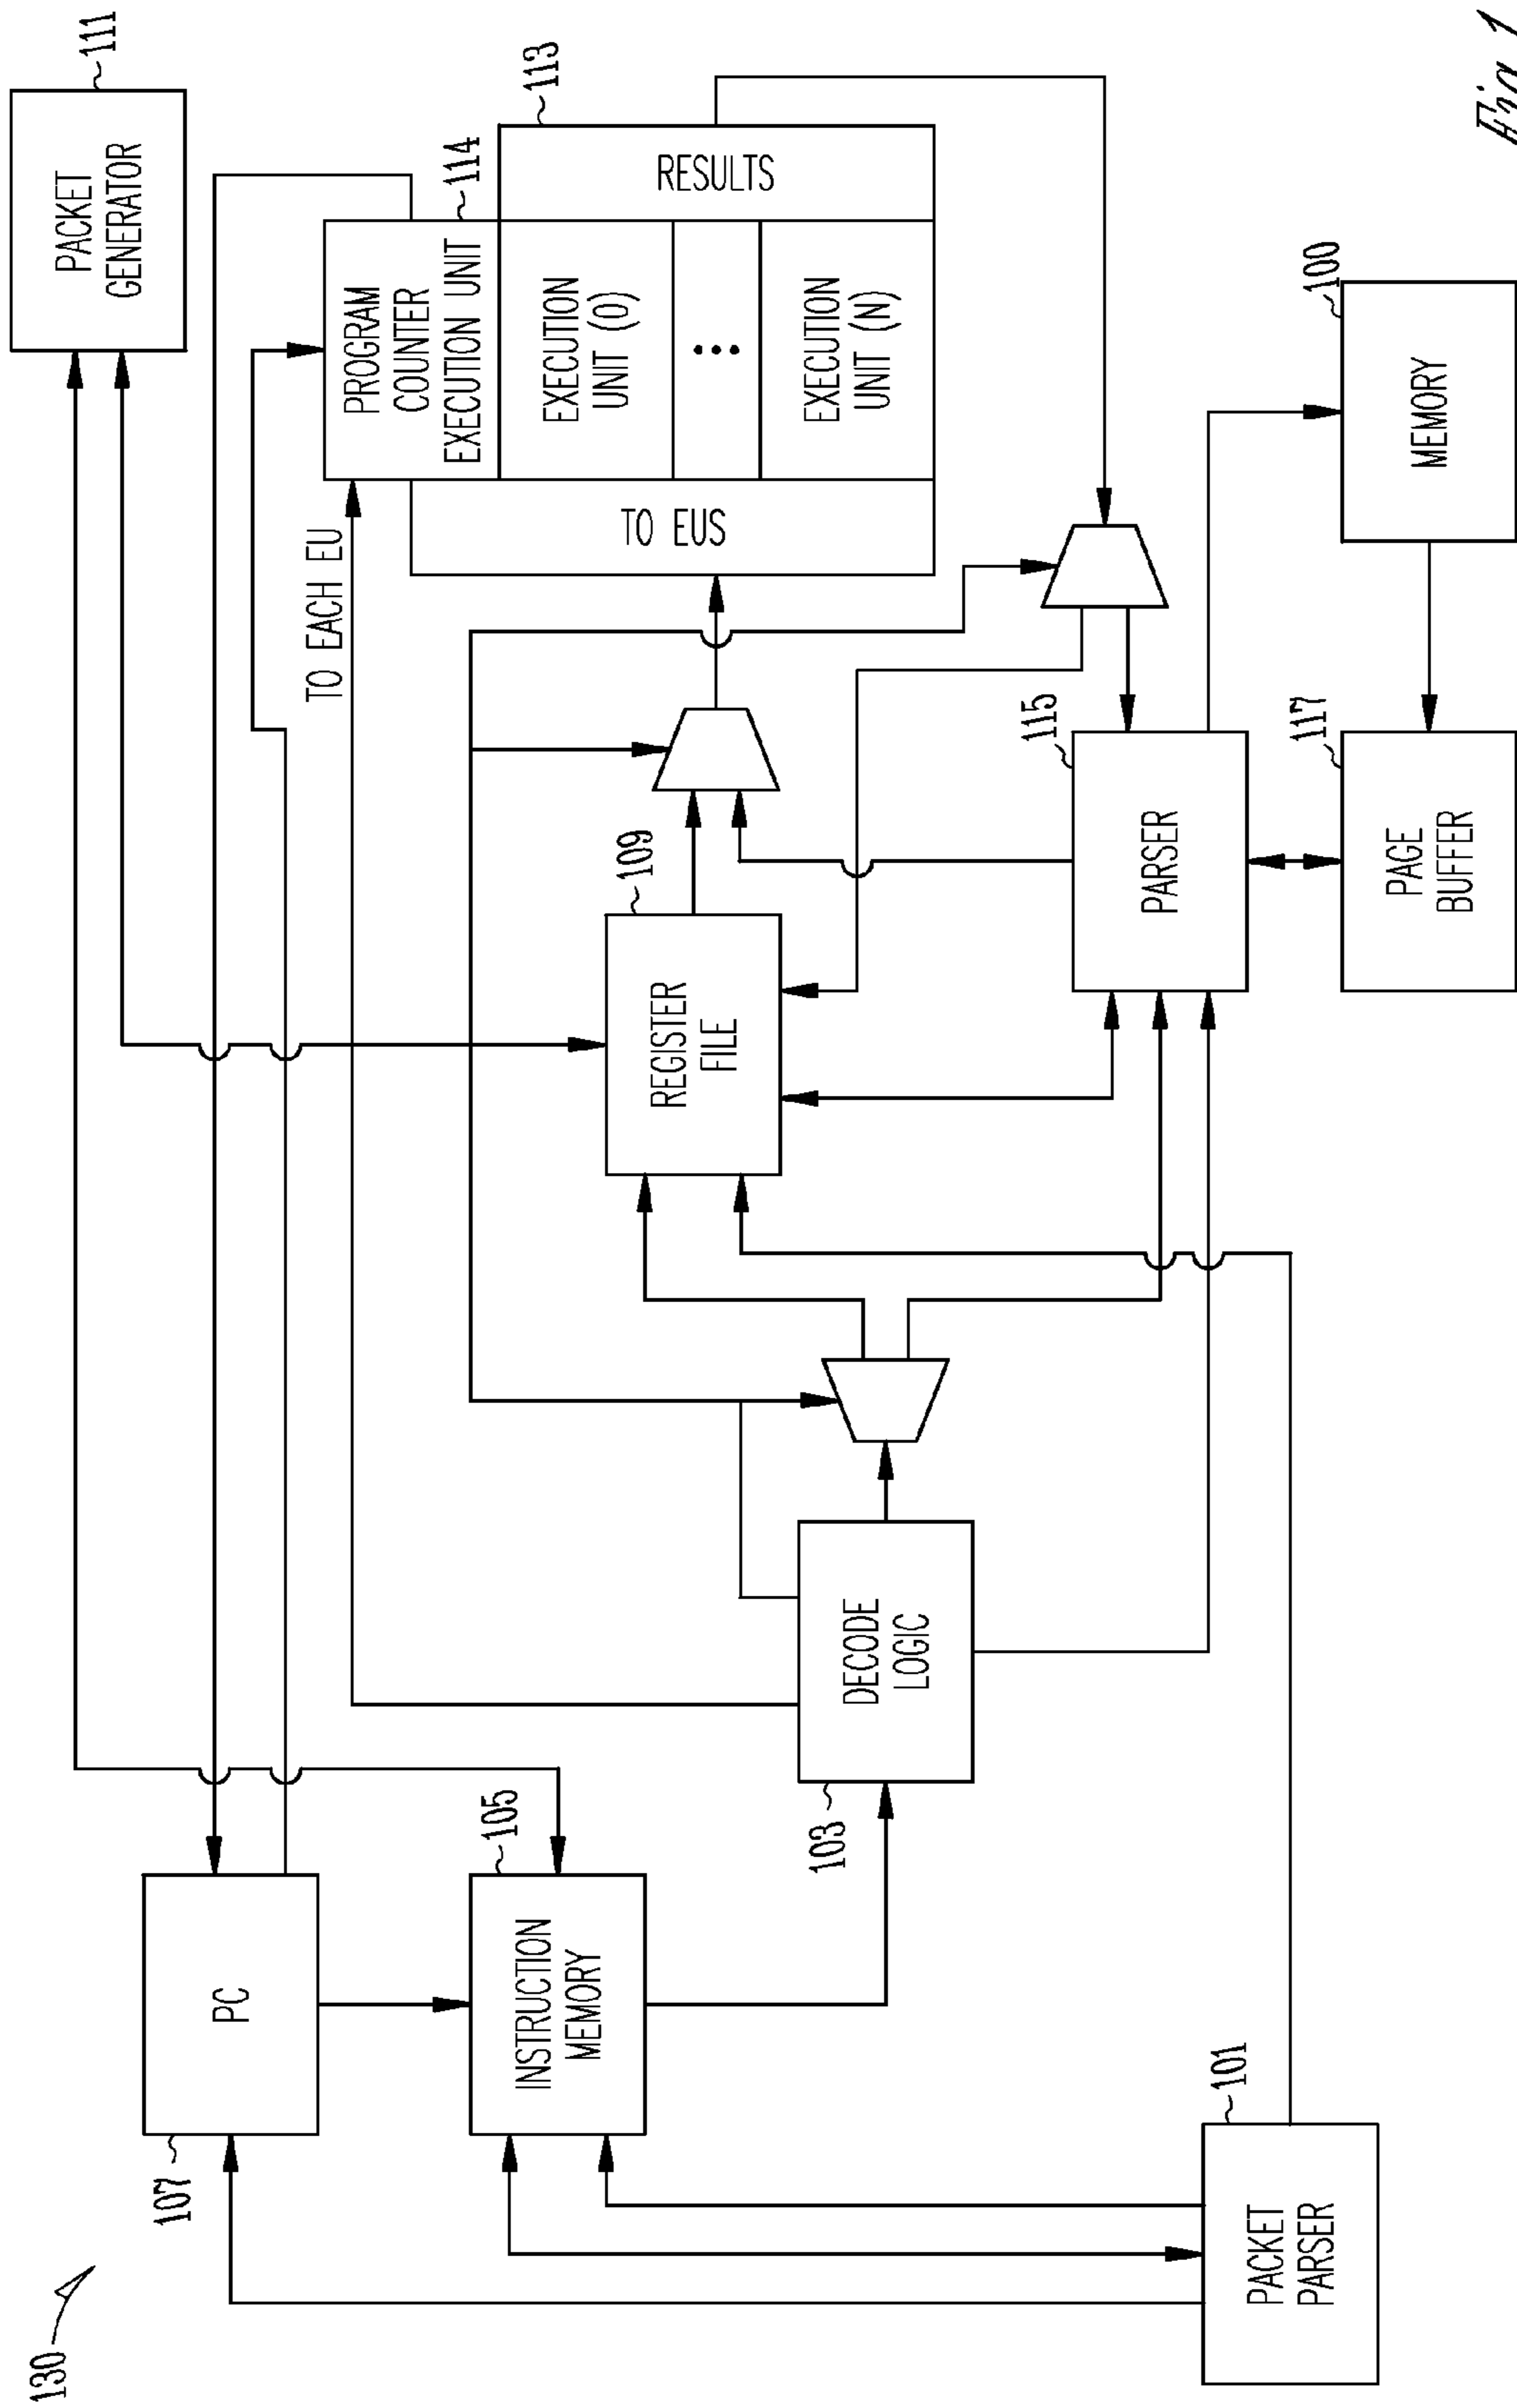 130
107
PC
105
INSTRUCTION
MEMORY
101
PACKET
PARSER
103
DECODE
LOGIC
TO EACH EU
109
REGISTER
FILE
115
PARSER
117
PAGE
BUFFER
100
MEMORY
TO EUS
114
PROGRAM
COUNTER
EXECUTION UNIT
EXECUTION
UNIT (0)
•••
EXECUTION
UNIT (N)
113
RESULTS
111
PACKET
GENERATOR
Fig. 1